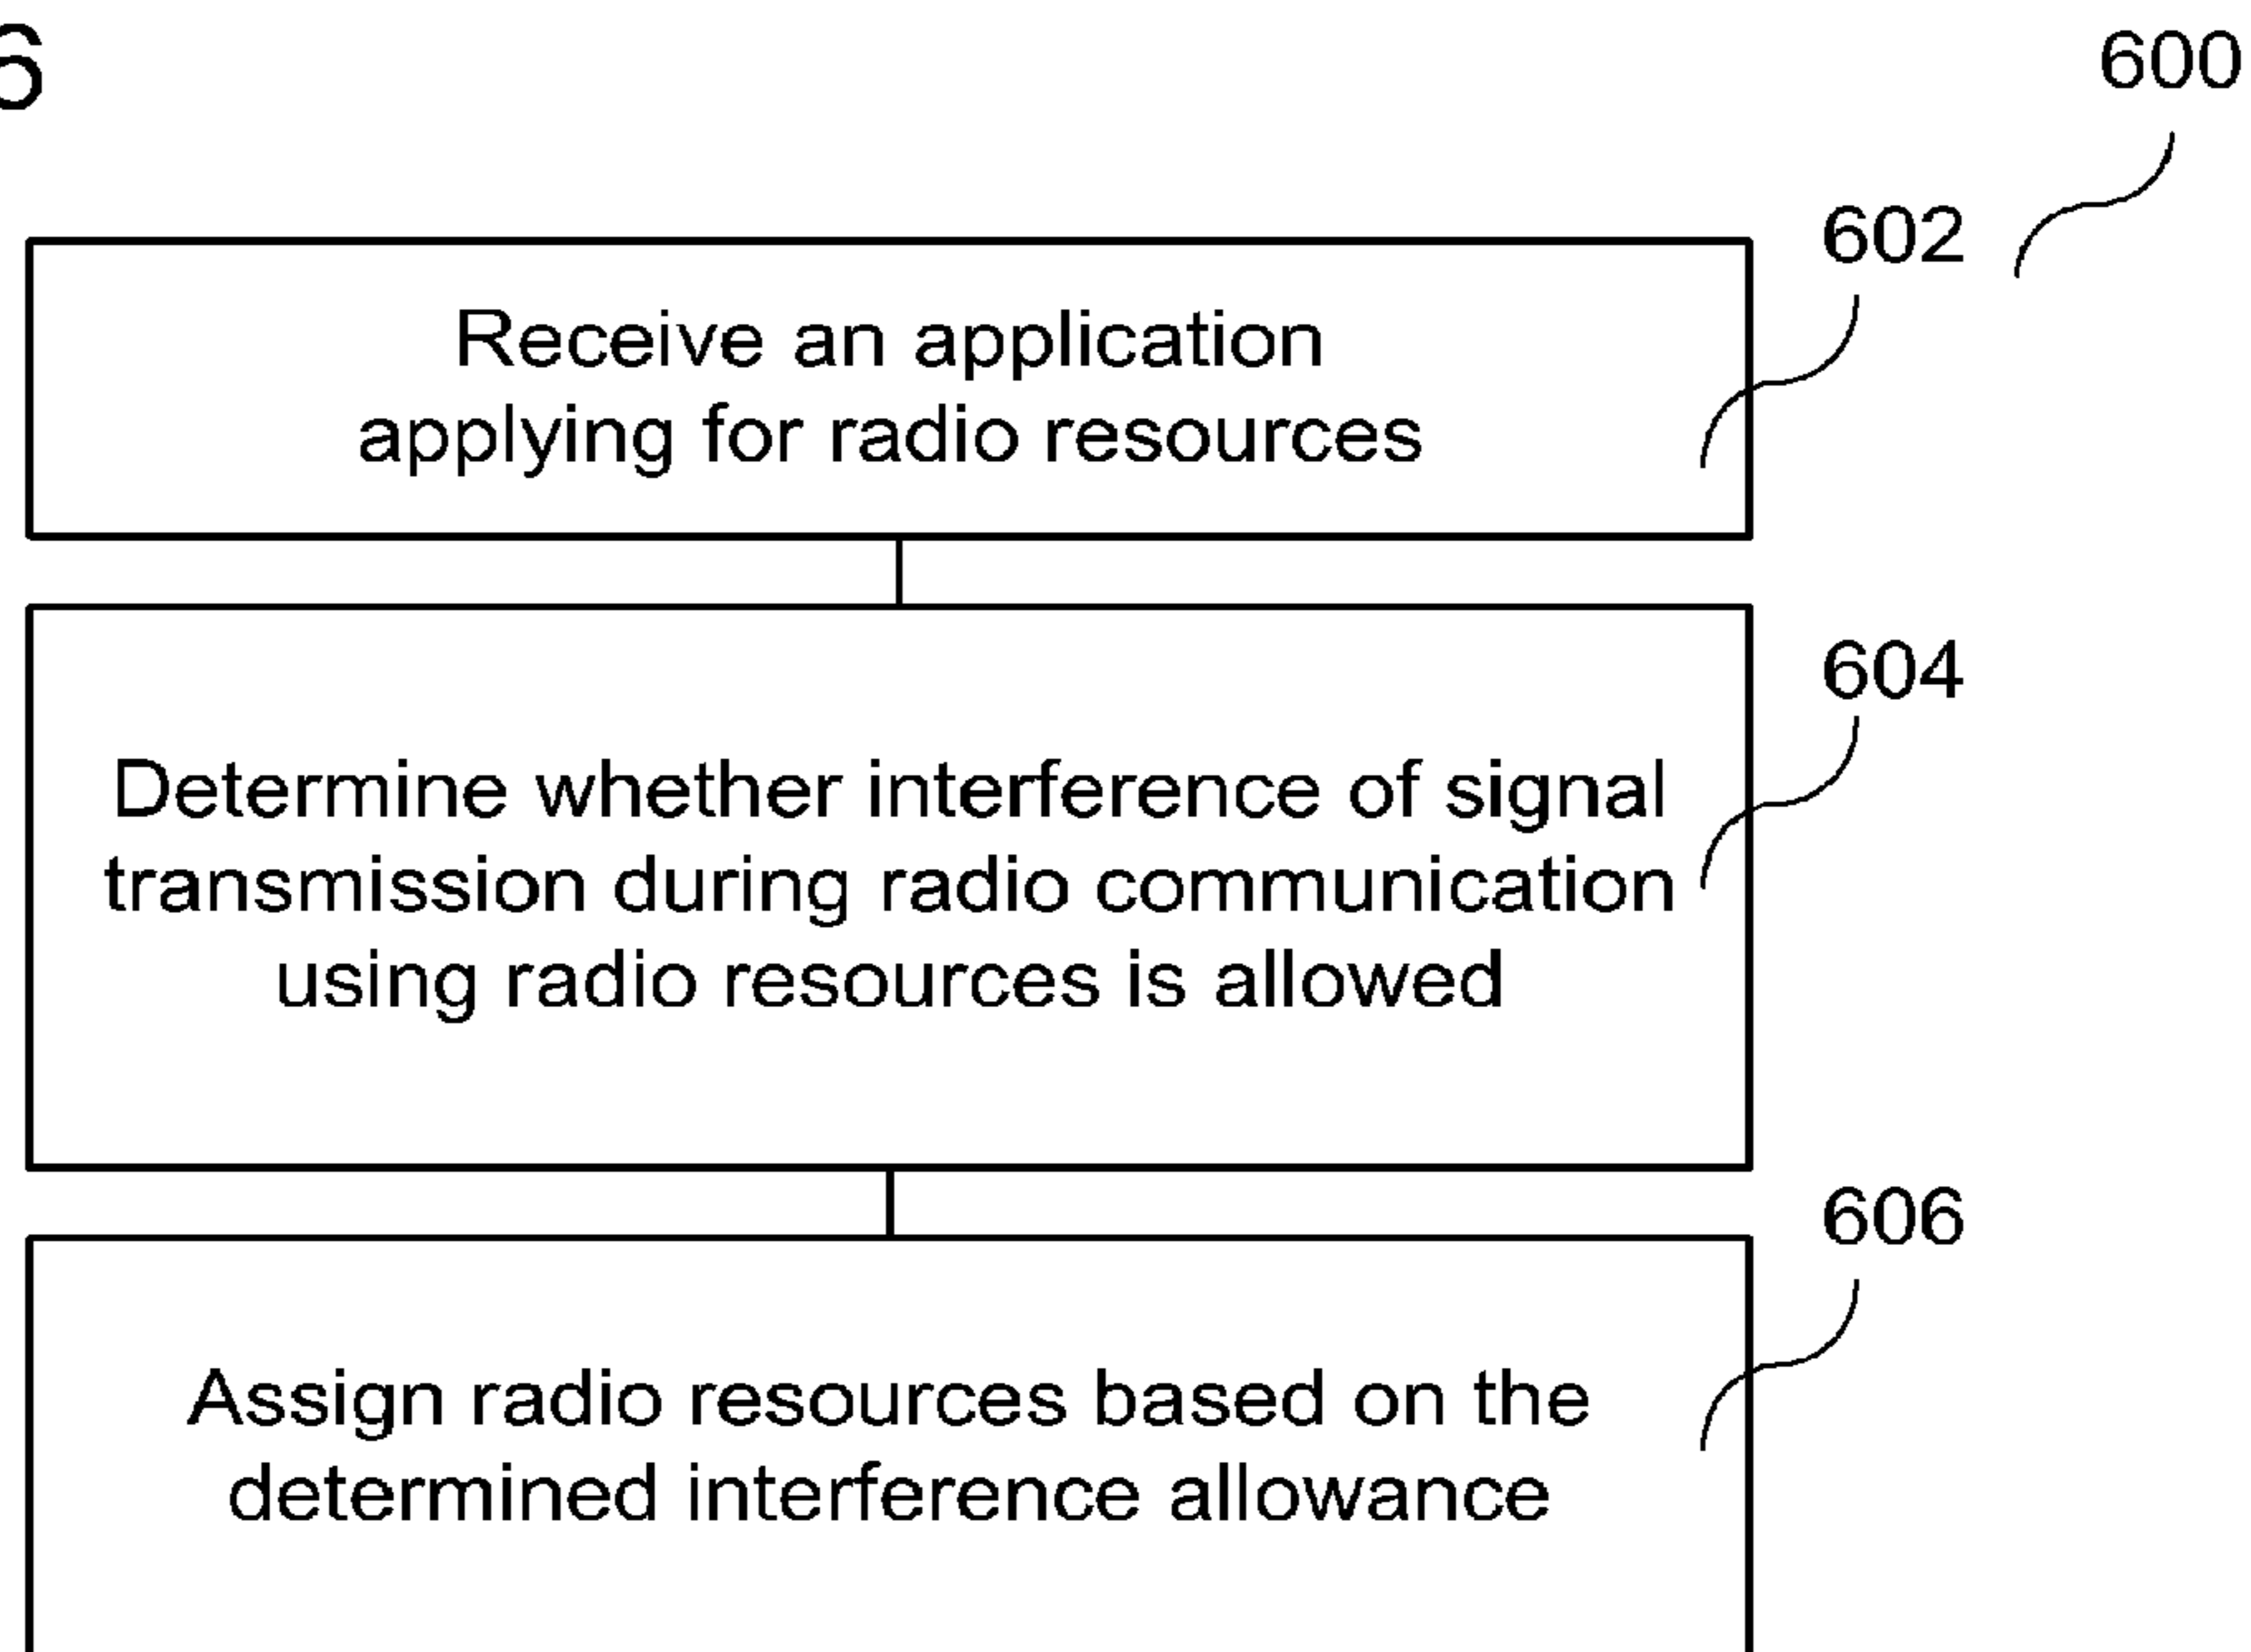 6
600
602
Receive an application
applying for radio resources
604
Determine whether interference of signal
transmission during radio communication
using radio resources is allowed
606
Assign radio resources based on the
determined interference allowance